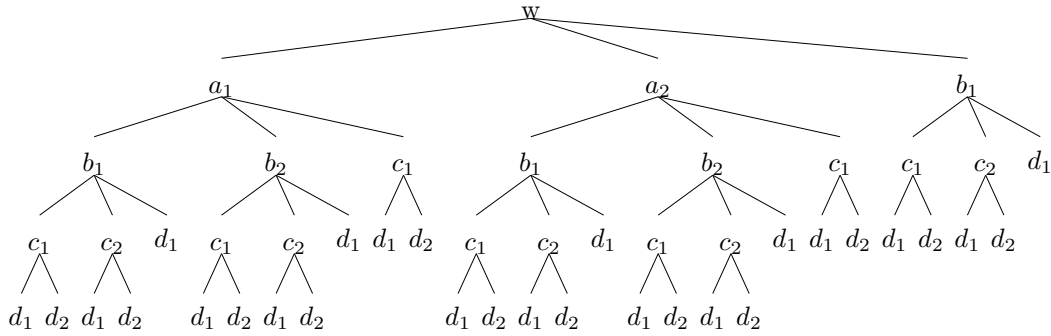 w
a₁ a₂ b₁
b₁ b₂ c₁ b₁ b₂ c₁ c₁ c₂ d₁
c₁ c₂ d₁ c₁ c₂ d₁ d₁ d₂ c₁ c₂ d₁ c₁ c₂ d₁ d₁ d₂ d₁ d₂ d₁ d₂
d₁ d₂ d₁ d₂ d₁ d₂ d₁ d₂ d₁ d₂ d₁ d₂ d₁ d₂ d₁ d₂